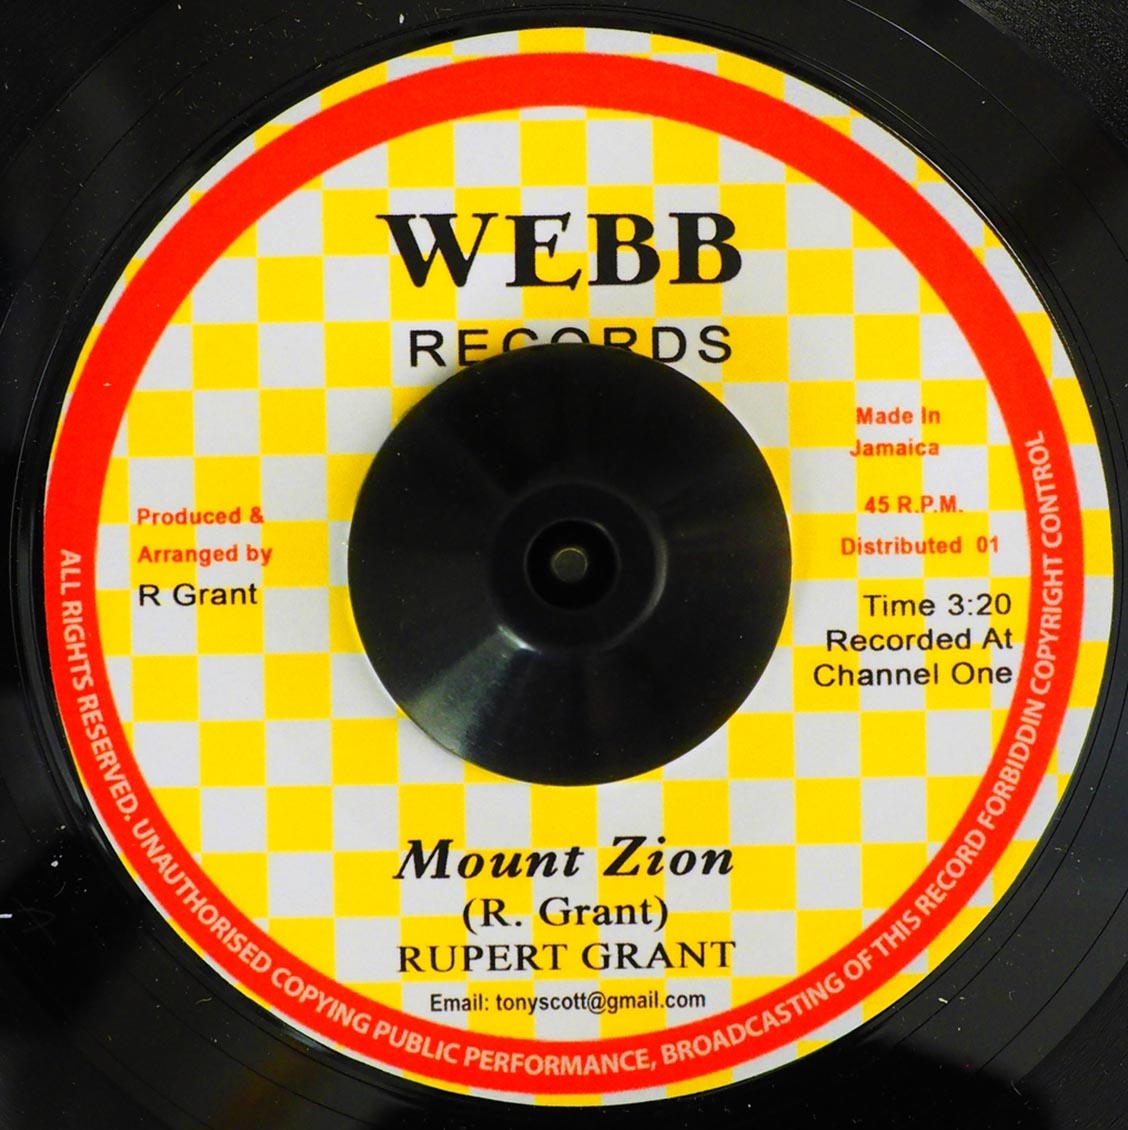 WEBB
RECORDS
Made In
Jamaica
45 R.P.M.
Distributed 01
Time 3:20
Recorded At
Channel One
Produced &
Arranged by
R Grant
Mount Zion
(R. Grant)
RUPERT GRANT
Email: tonyscott@gmail.com
ALL RIGHTS RESERVED. UNAUTHORISED COPYING PUBLIC PERFORMANCE, BROADCASTING OF THIS RECORD FORBIDDIN COPYRIGHT CONTROL